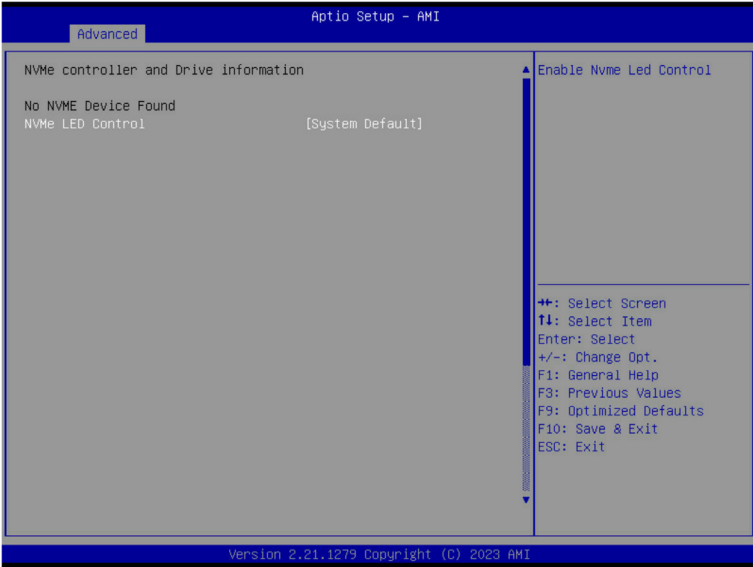 Aptio Setup – AMI
Advanced
NVMe controller and Drive information
No NVME Device Found
NVMe LED Control [System Default]
Enable Nvme Led Control
→←: Select Screen
↑↓: Select Item
Enter: Select
+/-: Change Opt.
F1: General Help
F3: Previous Values
F9: Optimized Defaults
F10: Save & Exit
ESC: Exit
Version 2.21.1279 Copyright (C) 2023 AMI